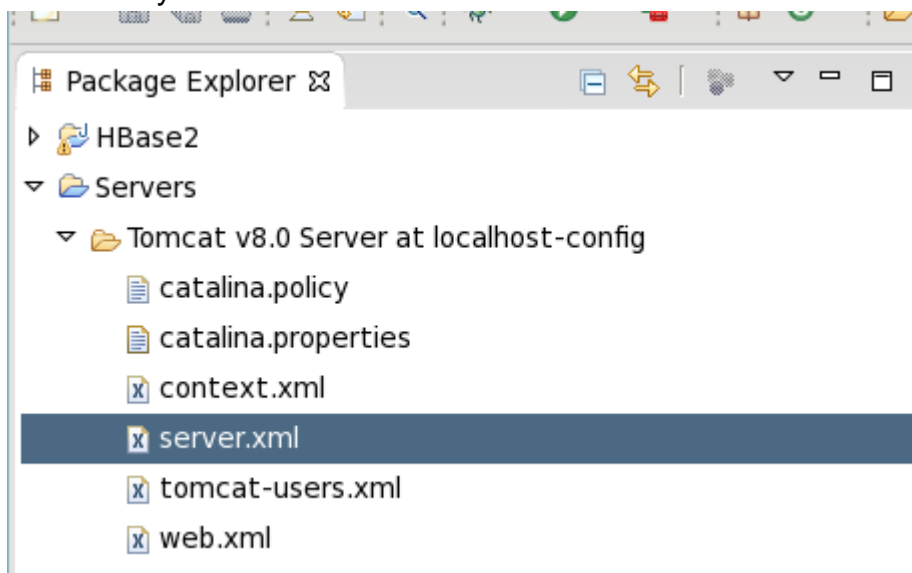 Package Explorer
HBase2
Servers
Tomcat v8.0 Server at localhost-config
catalina.policy
catalina.properties
context.xml
server.xml
tomcat-users.xml
web.xml